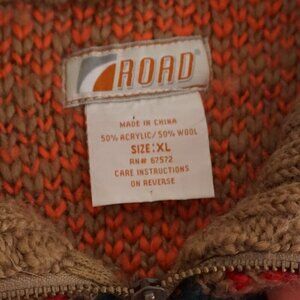 ROAD
MADE IN CHINA
50% ACRYLIC/50% WOOL
SIZE: XL
RN# 67572
CARE INSTRUCTIONS
ON REVERSE